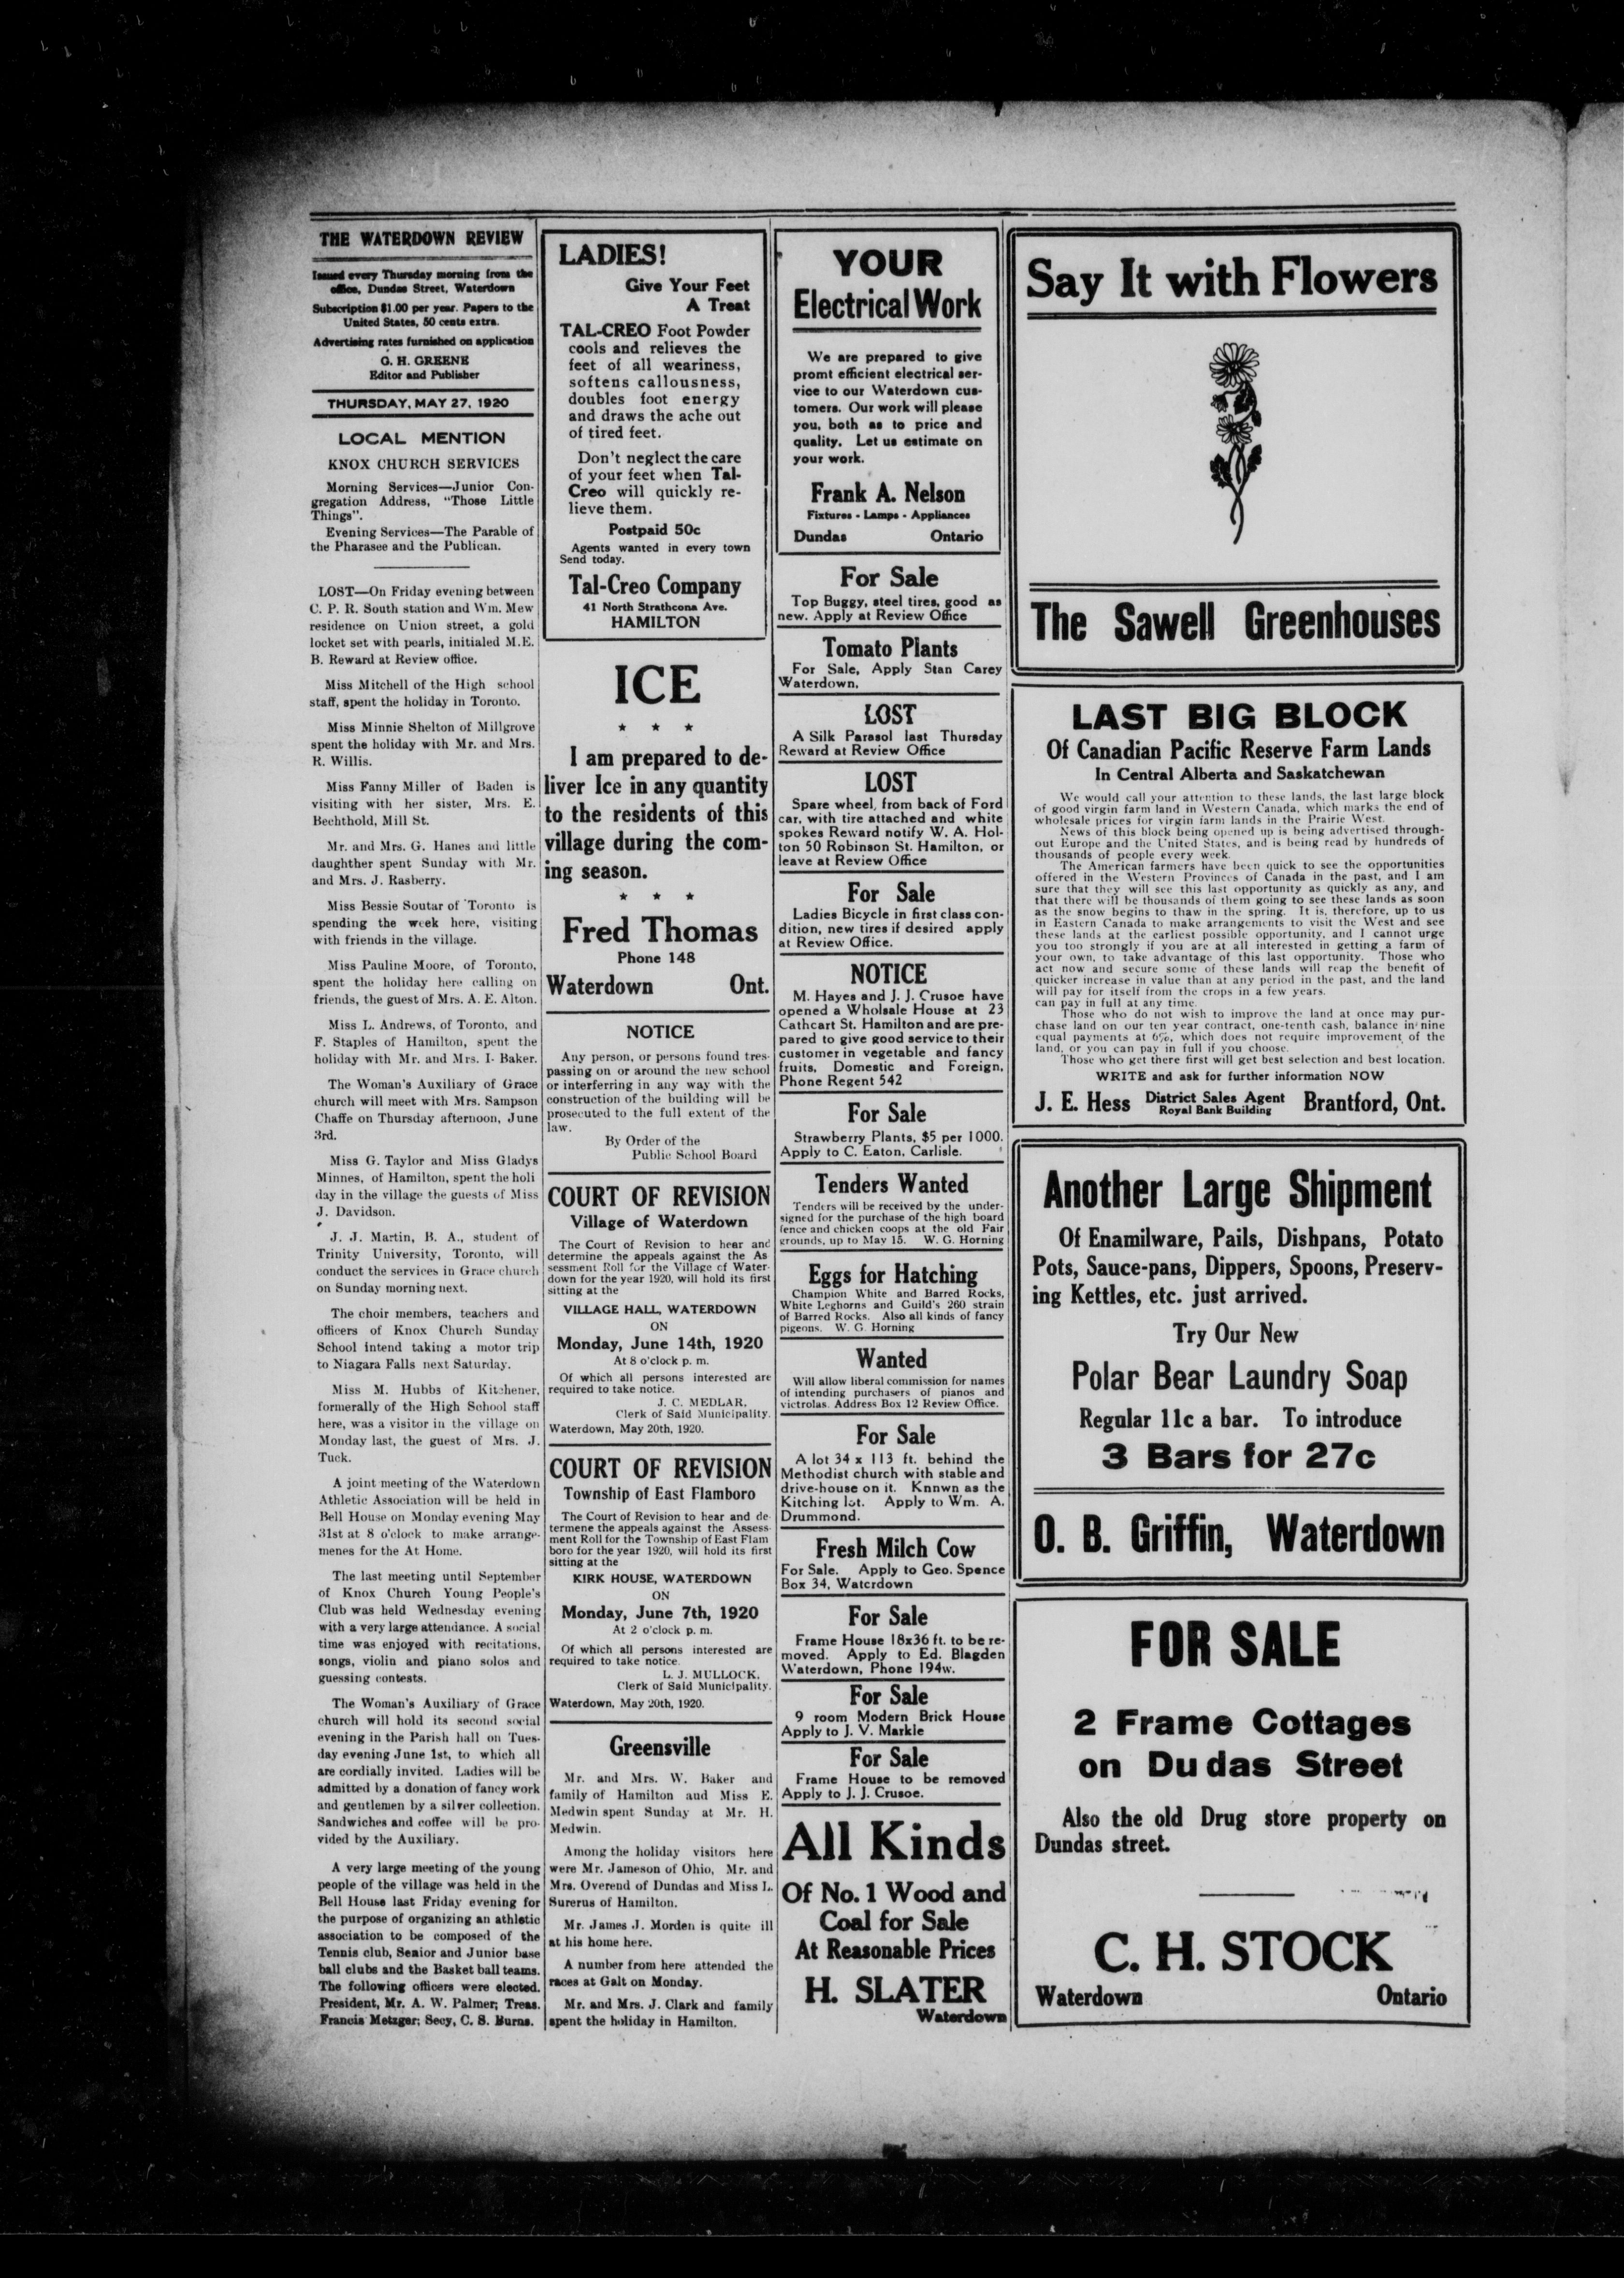 THE WATERDOWN REVIEW
Issued every Thursday morning from the
office, Dundas Street, Waterdown
Subscription $1.00 per year. Papers to the
United States, 50 cents extra.
Advertising rates furnished on application
G. H. GREENE
Editor and Publisher
THURSDAY, MAY 27, 1920
LOCAL MENTION
KNOX CHURCH SERVICES
Morning Services—Junior Con-
gregation Address, "Those Little
Things".
Evening Services—The Parable of
the Pharasee and the Publican.
LOST—On Friday evening between
C. P. R. South station and Wm. Mew
residence on Union street, a gold
locket set with pearls, initialed M.E.
B. Reward at Review office.
Miss Mitchell of the High school
staff, spent the holiday in Toronto.
Miss Minnie Shelton of Millgrove
spent the holiday with Mr. and Mrs.
R. Willis.
Miss Fanny Miller of Baden is
visiting with her sister, Mrs. E.
Bechthold, Mill St.
Mr. and Mrs. G. Hanes and little
daughther spent Sunday with Mr.
and Mrs. J. Rasberry.
Miss Bessie Soutar of Toronto is
spending the week here, visiting
with friends in the village.
Miss Pauline Moore, of Toronto,
spent the holiday here calling on
friends, the guest of Mrs. A. E. Alton.
Miss L. Andrews, of Toronto, and
F. Staples of Hamilton, spent the
holiday with Mr. and Mrs. I- Baker.
The Woman's Auxiliary of Grace
church will meet with Mrs. Sampson
Chaffe on Thursday afternoon, June
3rd.
Miss G. Taylor and Miss Gladys
Minnes, of Hamilton, spent the holi
day in the village the guests of Miss
J. Davidson.
J. J. Martin, B. A., student of
Trinity University, Toronto, will
conduct the services in Grace church
on Sunday morning next.
The choir members, teachers and
officers of Knox Church Sunday
School intend taking a motor trip
to Niagara Falls next Saturday.
Miss M. Hubbs of Kitchener,
formerally of the High School staff
here, was a visitor in the village on
Monday last, the guest of Mrs. J.
Tuck.
A joint meeting of the Waterdown
Athletic Association will be held in
Bell House on Monday evening May
31st at 8 o'clock to make arrange-
menes for the At Home.
The last meeting until September
of Knox Church Young People's
Club was held Wednesday evening
with a very large attendance. A social
time was enjoyed with recitations,
songs, violin and piano solos and
guessing contests.
The Woman's Auxiliary of Grace
church will hold its second social
evening in the Parish hall on Tues-
day evening June 1st, to which all
are cordially invited. Ladies will be
admitted by a donation of fancy work
and gentlemen by a silver collection.
Sandwiches and coffee will be pro-
vided by the Auxiliary.
A very large meeting of the young
people of the village was held in the
Bell House last Friday evening for
the purpose of organizing an athletic
association to be composed of the
Tennis club, Senior and Junior base
ball clubs and the Basket ball teams.
The following officers were elected.
President, Mr. A. W. Palmer; Treas.
Francis Metzger; Secy, C. S. Burns.
LADIES!
Give Your Feet
A Treat
TAL-CREO Foot Powder
cools and relieves the
feet of all weariness,
softens callousness,
doubles foot energy
and draws the ache out
of tired feet.
Don't neglect the care
of your feet when Tal-
Creo will quickly re-
lieve them.
Postpaid 50c
Agents wanted in every town
Send today.
Tal-Creo Company
41 North Strathcona Ave.
HAMILTON
ICE
* * *
I am prepared to de-
liver Ice in any quantity
to the residents of this
village during the com-
ing season.
* * *
Fred Thomas
Phone 148
Waterdown Ont.
NOTICE
Any person, or persons found tres-
passing on or around the new school
or interferring in any way with the
construction of the building will be
prosecuted to the full extent of the
law.
By Order of the
Public School Board
COURT OF REVISION
Village of Waterdown
The Court of Revision to hear and
determine the appeals against the As
sessment Roll for the Village of Water-
down for the year 1920, will hold its first
sitting at the
VILLAGE HALL, WATERDOWN
ON
Monday, June 14th, 1920
At 8 o'clock p. m.
Of which all persons interested are
required to take notice.
J. C. MEDLAR,
Clerk of Said Municipality.
Waterdown, May 20th, 1920.
COURT OF REVISION
Township of East Flamboro
The Court of Revision to hear and de
termene the appeals against the Assess-
ment Roll for the Township of East Flam
boro for the year 1920, will hold its first
sitting at the
KIRK HOUSE, WATERDOWN
ON
Monday, June 7th, 1920
At 2 o'clock p. m.
Of which all persons interested are
required to take notice.
L. J. MULLOCK,
Clerk of Said Municipality.
Waterdown, May 20th, 1920.
Greensville
Mr. and Mrs. W. Baker and
family of Hamilton aud Miss E.
Medwin spent Sunday at Mr. H.
Medwin.
Among the holiday visitors here
were Mr. Jameson of Ohio, Mr. and
Mrs. Overend of Dundas and Miss L.
Surerus of Hamilton.
Mr. James J. Morden is quite ill
at his home here.
A number from here attended the
races at Galt on Monday.
Mr. and Mrs. J. Clark and family
spent the holiday in Hamilton.
YOUR
Electrical Work
We are prepared to give
promt efficient electrical ser-
vice to our Waterdown cus-
tomers. Our work will please
you, both as to price and
quality. Let us estimate on
your work.
Frank A. Nelson
Fixtures - Lamps - Appliances
Dundas Ontario
For Sale
Top Buggy, steel tires, good as
new. Apply at Review Office
Tomato Plants
For Sale, Apply Stan Carey
Waterdown,
LOST
A Silk Parasol last Thursday
Reward at Review Office
LOST
Spare wheel, from back of Ford
car, with tire attached and white
spokes Reward notify W. A. Hol-
ton 50 Robinson St. Hamilton, or
leave at Review Office
For Sale
Ladies Bicycle in first class con-
dition, new tires if desired apply
at Review Office.
NOTICE
M. Hayes and J. J. Crusoe have
opened a Wholsale House at 23
Cathcart St. Hamilton and are pre-
pared to give good service to their
customer in vegetable and fancy
fruits, Domestic and Foreign,
Phone Regent 542
For Sale
Strawberry Plants, $5 per 1000.
Apply to C. Eaton, Carlisle.
Tenders Wanted
Tenders will be received by the under-
signed for the purchase of the high board
fence and chicken coops at the old Fair
grounds, up to May 15. W. G. Horning
Eggs for Hatching
Champion White and Barred Rocks,
White Leghorns and Guild's 260 strain
of Barred Rocks. Also all kinds of fancy
pigeons. W. G. Horning
Wanted
Will allow liberal commission for names
of intending purchasers of pianos and
victrolas. Address Box 12 Review Office.
For Sale
A lot 34 x 113 ft. behind the
Methodist church with stable and
drive-house on it. Knnwn as the
Kitching lot. Apply to Wm. A.
Drummond.
Fresh Milch Cow
For Sale. Apply to Geo. Spence
Box 34, Waterdown
For Sale
Frame House 18x36 ft. to be re-
moved. Apply to Ed. Blagden
Waterdown, Phone 194w.
For Sale
9 room Modern Brick House
Apply to J. V. Markle
For Sale
Frame House to be removed
Apply to J. J. Crusoe.
All Kinds
Of No. 1 Wood and
Coal for Sale
At Reasonable Prices
H. SLATER
Waterdown
Say It with Flowers
The Sawell Greenhouses
LAST BIG BLOCK
Of Canadian Pacific Reserve Farm Lands
In Central Alberta and Saskatchewan
We would call your attention to these lands, the last large block
of good virgin farm land in Western Canada, which marks the end of
wholesale prices for virgin farm lands in the Prairie West.
News of this block being opened up is being advertised through-
out Europe and the United States, and is being read by hundreds of
thousands of people every week.
The American farmers have been quick to see the opportunities
offered in the Western Provinces of Canada in the past, and I am
sure that they will see this last opportunity as quickly as any, and
that there will be thousands of them going to see these lands as soon
as the snow begins to thaw in the spring. It is, therefore, up to us
in Eastern Canada to make arrangements to visit the West and see
these lands at the earliest possible opportunity, and I cannot urge
you too strongly if you are at all interested in getting a farm of
your own, to take advantage of this last opportunity. Those who
act now and secure some of these lands will reap the benefit of
quicker increase in value than at any period in the past, and the land
will pay for itself from the crops in a few years.
can pay in full at any time.
Those who do not wish to improve the land at once may pur-
chase land on our ten year contract, one-tenth cash, balance in nine
equal payments at 6%, which does not require improvement of the
land, or you can pay in full if you choose.
Those who get there first will get best selection and best location.
WRITE and ask for further information NOW
J. E. Hess District Sales Agent
Royal Bank Building Brantford, Ont.
Another Large Shipment
Of Enamilware, Pails, Dishpans, Potato
Pots, Sauce-pans, Dippers, Spoons, Preserv-
ing Kettles, etc. just arrived.
Try Our New
Polar Bear Laundry Soap
Regular 11c a bar. To introduce
3 Bars for 27c
O. B. Griffin, Waterdown
FOR SALE
2 Frame Cottages
on Du das Street
Also the old Drug store property on
Dundas street.
C. H. STOCK
Waterdown Ontario